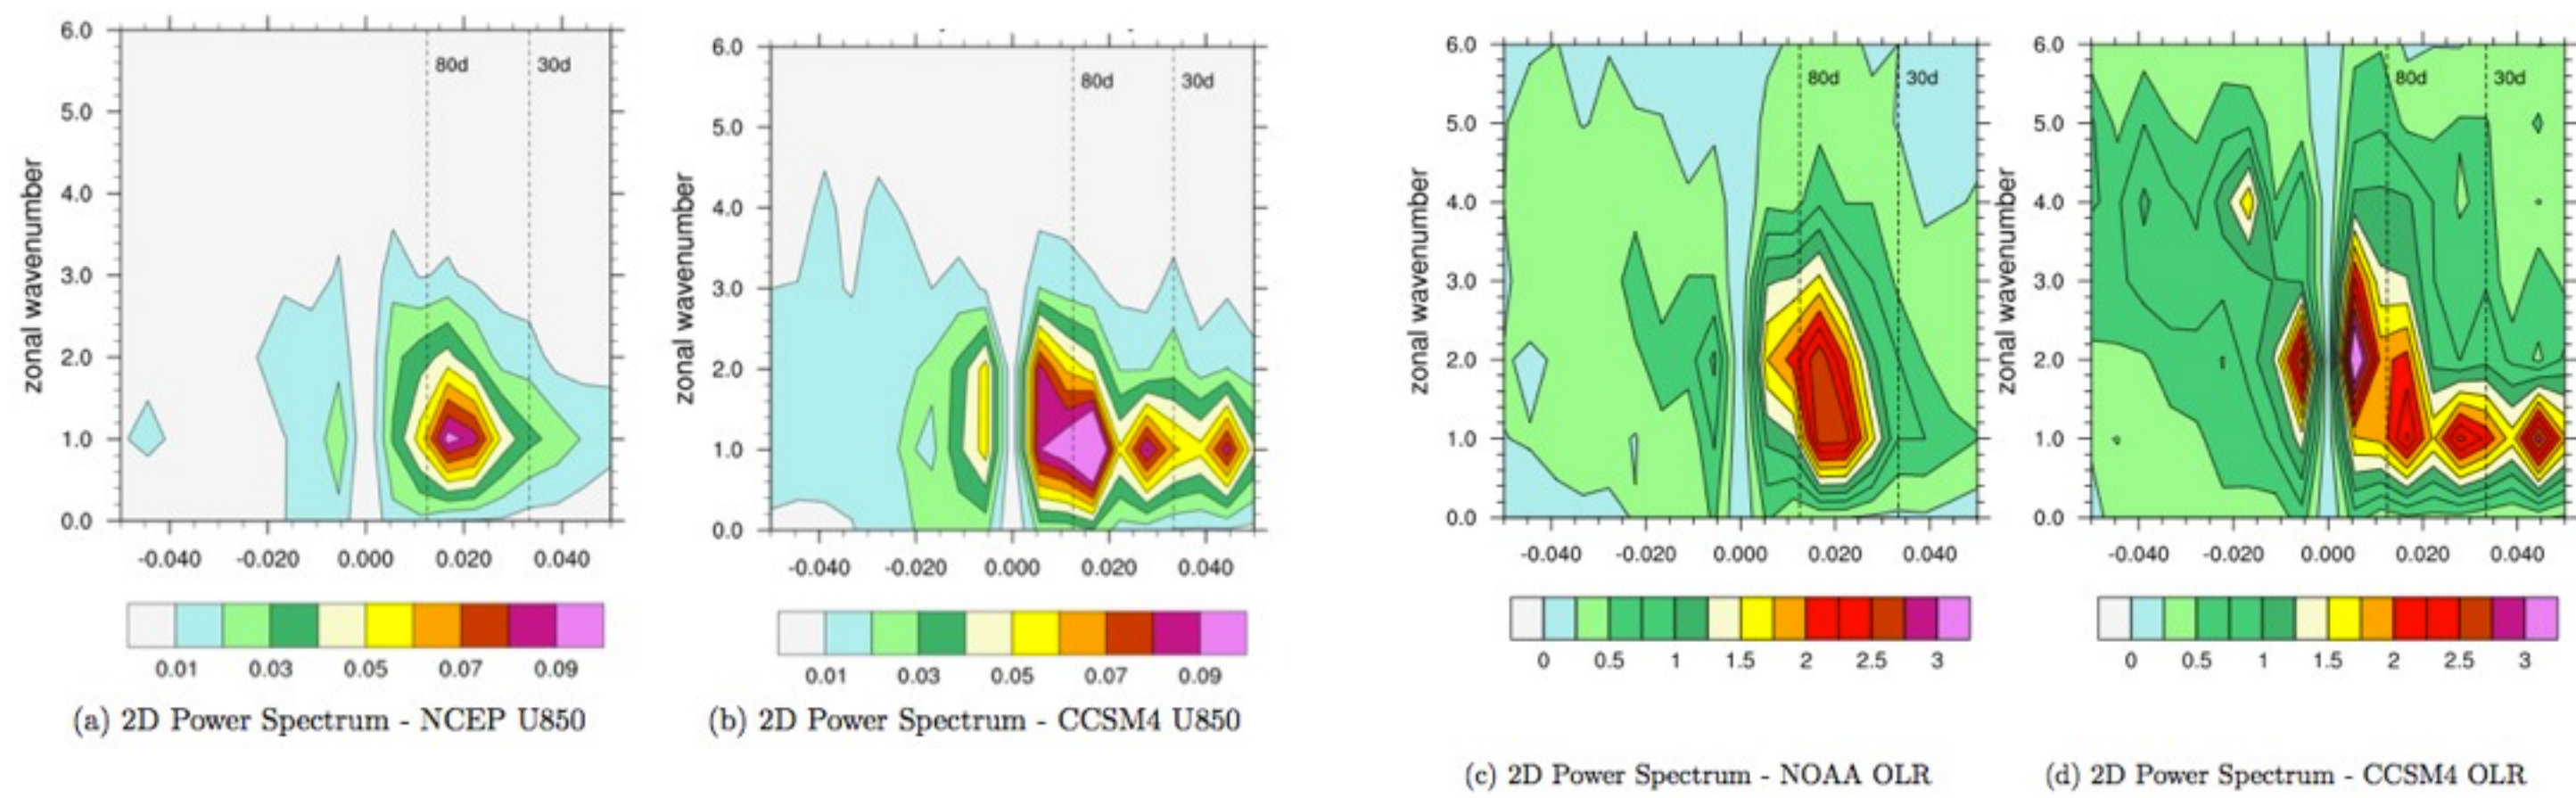 6.0
5.0
4.0
3.0
2.0
1.0
0.0
zonal wavenumber
80d
30d
-0.040 -0.020 0.000 0.020 0.040
0.01 0.03 0.05 0.07 0.09
(a) 2D Power Spectrum - NCEP U850
6.0
5.0
4.0
3.0
2.0
1.0
0.0
zonal wavenumber
80d
30d
-0.040 -0.020 0.000 0.020 0.040
0.01 0.03 0.05 0.07 0.09
(b) 2D Power Spectrum - CCSM4 U850
6.0
5.0
4.0
3.0
2.0
1.0
0.0
zonal wavenumber
80d
30d
-0.040 -0.020 0.000 0.020 0.040
0 0.5 1 1.5 2 2.5 3
(c) 2D Power Spectrum - NOAA OLR
6.0
5.0
4.0
3.0
2.0
1.0
0.0
zonal wavenumber
80d
30d
-0.040 -0.020 0.000 0.020 0.040
0 0.5 1 1.5 2 2.5 3
(d) 2D Power Spectrum - CCSM4 OLR